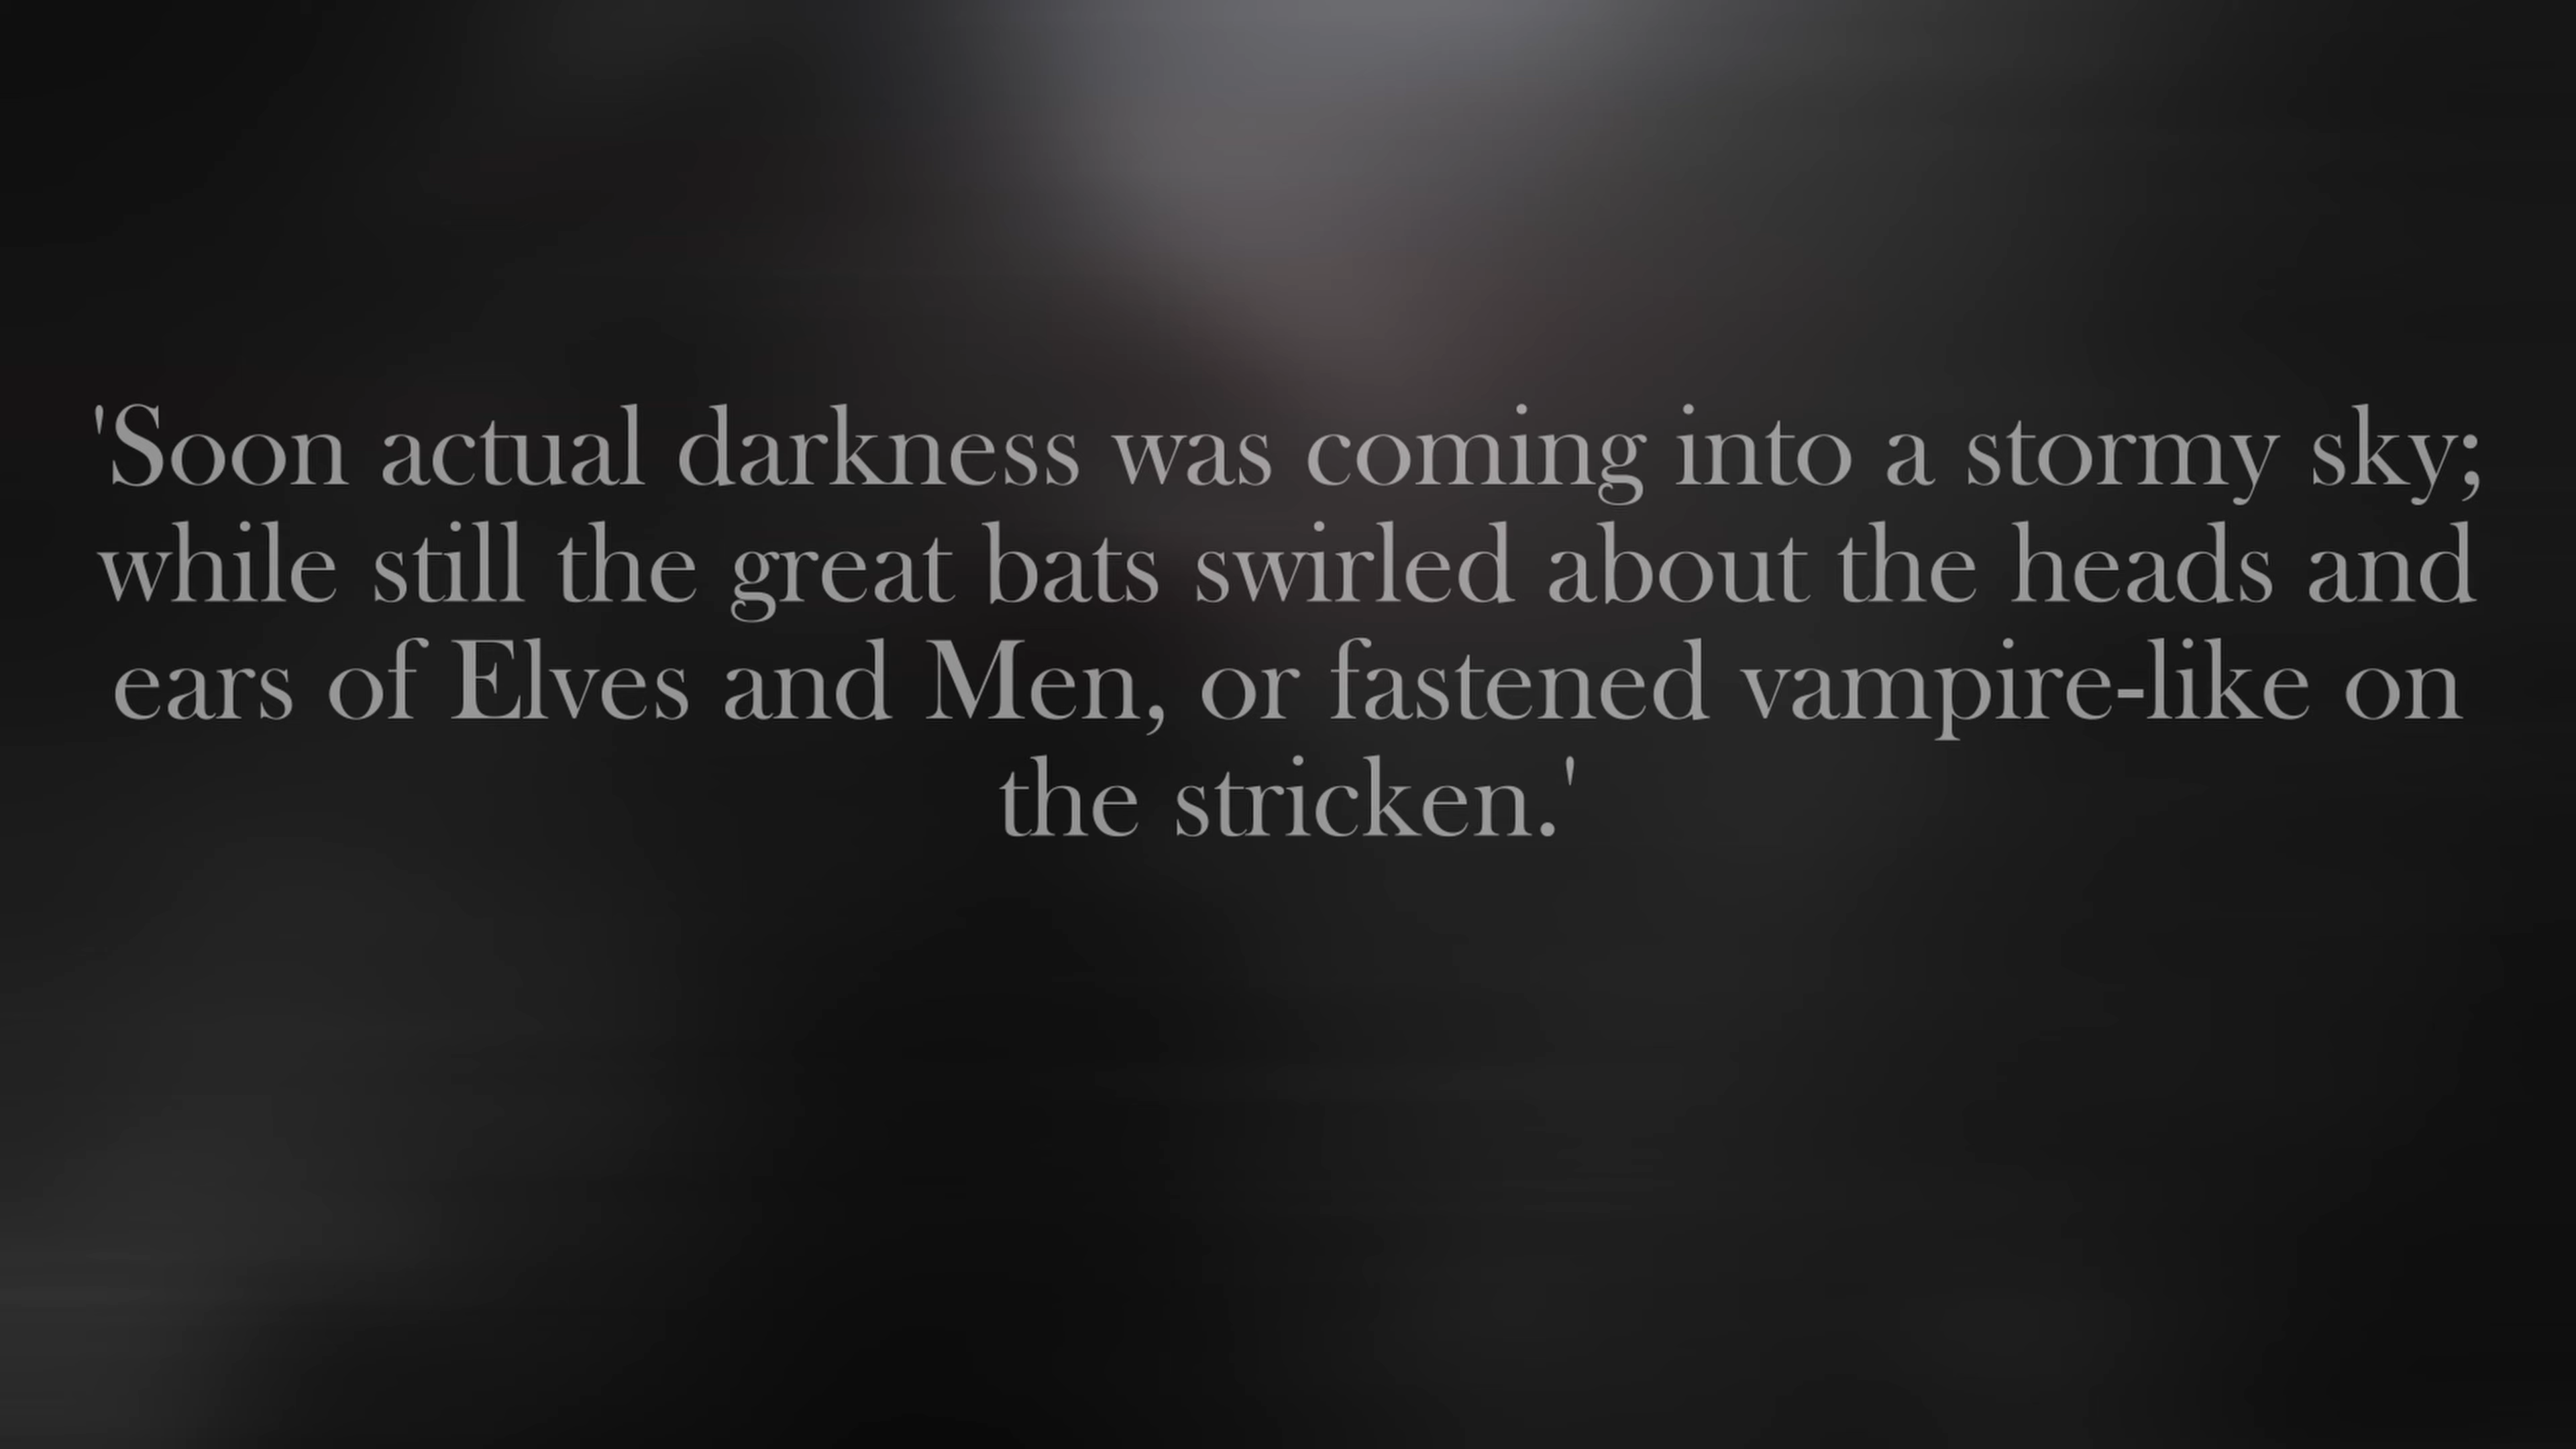 'Soon actual darkness was coming into a stormy sky;
while still the great bats swirled about the heads and
ears of Elves and Men, or fastened vampire-like on
the stricken.'